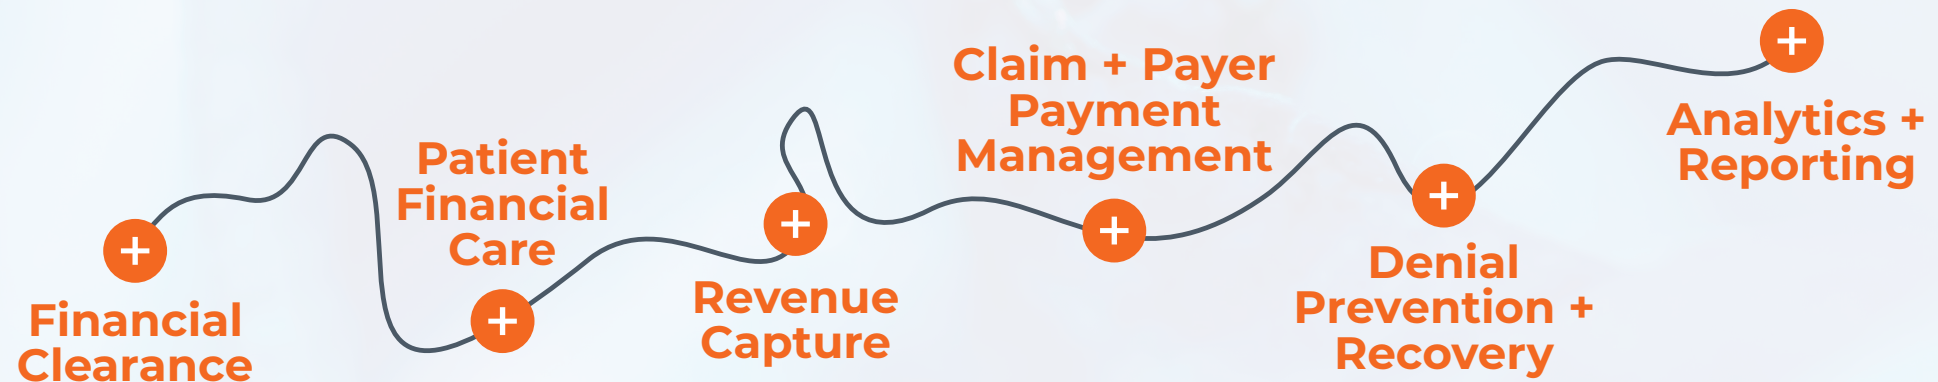 Financial
Clearance
Patient
Financial
Care
Revenue
Capture
Claim + Payer
Payment
Management
Denial
Prevention +
Recovery
Analytics +
Reporting